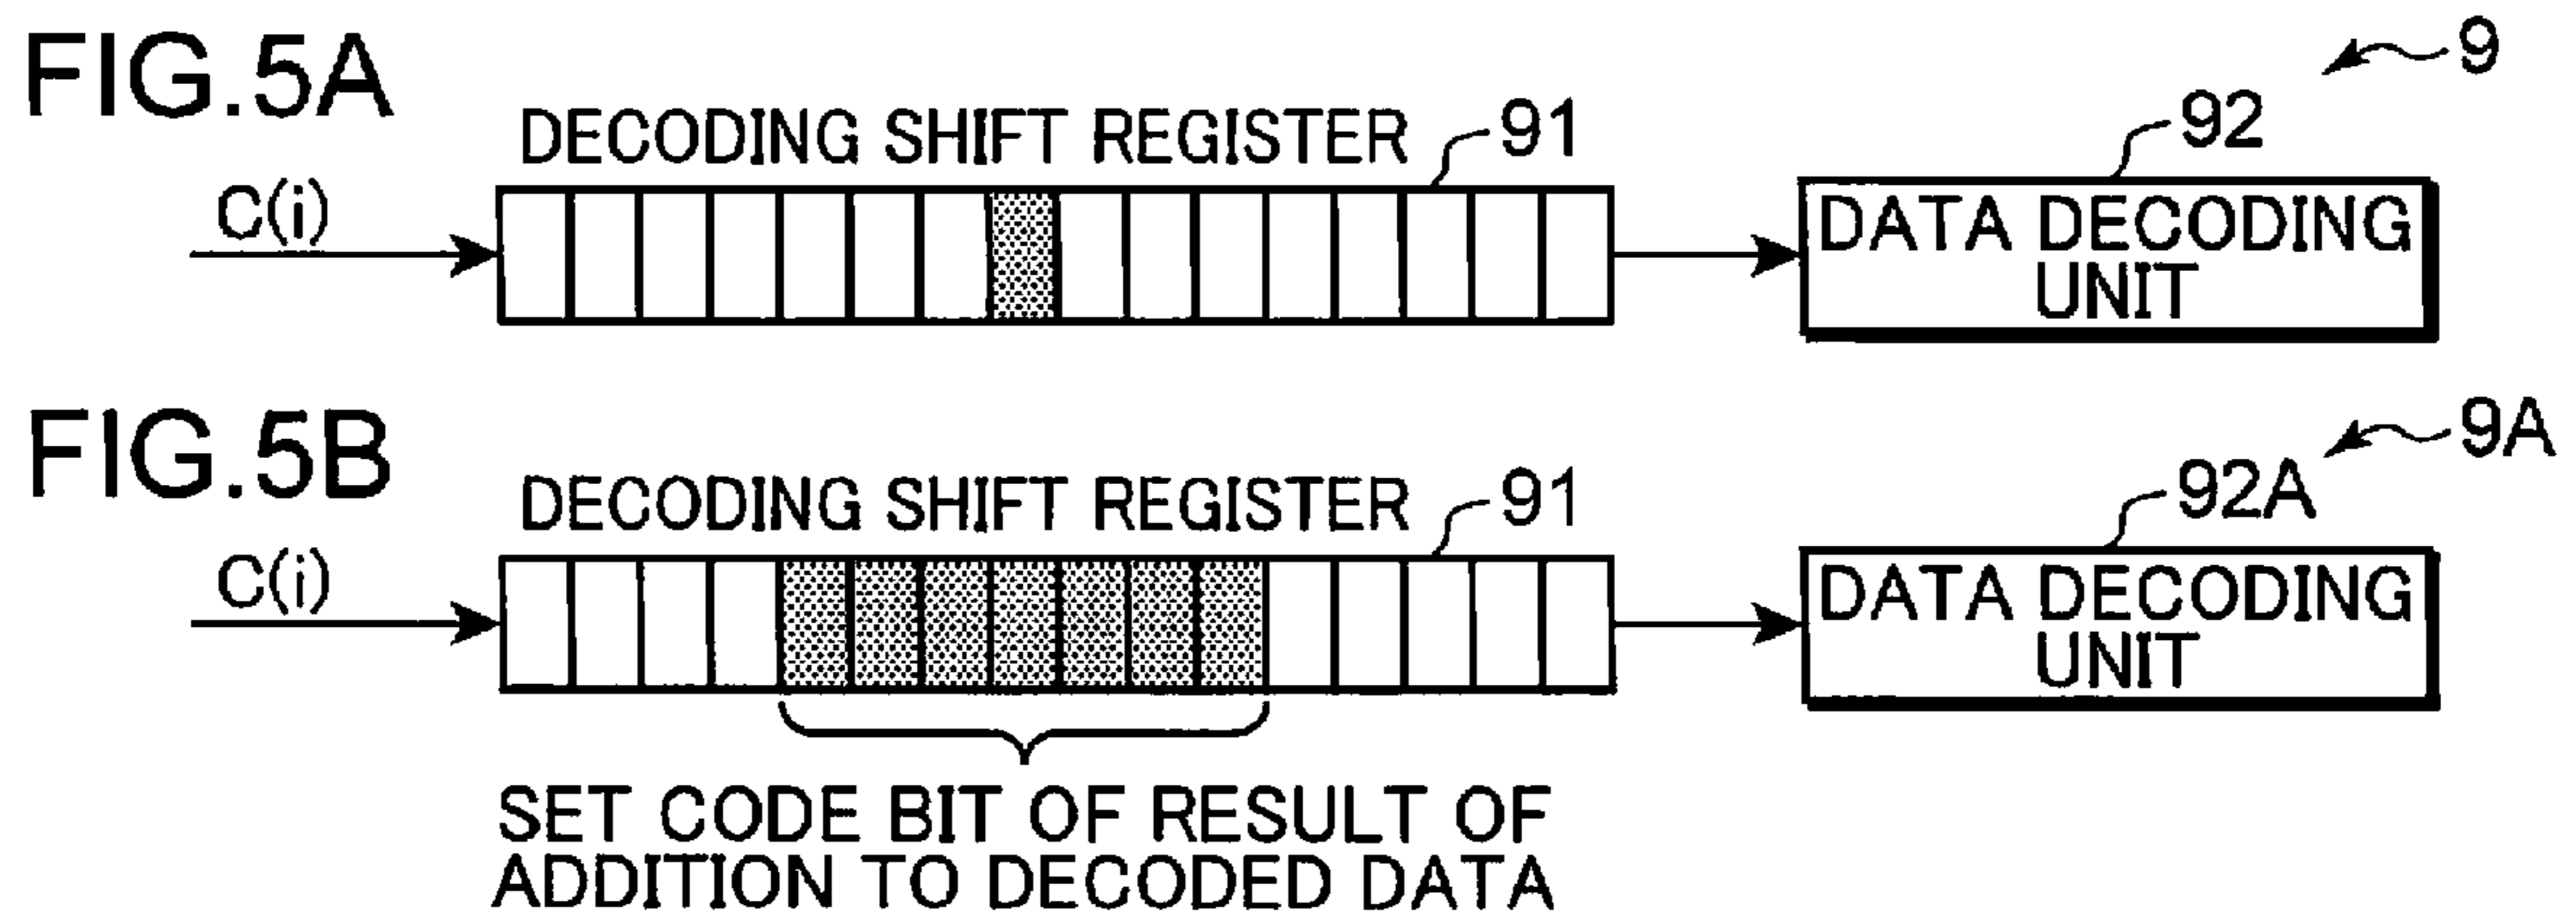 FIG.5A
9
DECODING SHIFT REGISTER
91
92
C(i)
DATA DECODING
UNIT
FIG.5B
9A
DECODING SHIFT REGISTER
91
92A
C(i)
DATA DECODING
UNIT
SET CODE BIT OF RESULT OF
ADDITION TO DECODED DATA